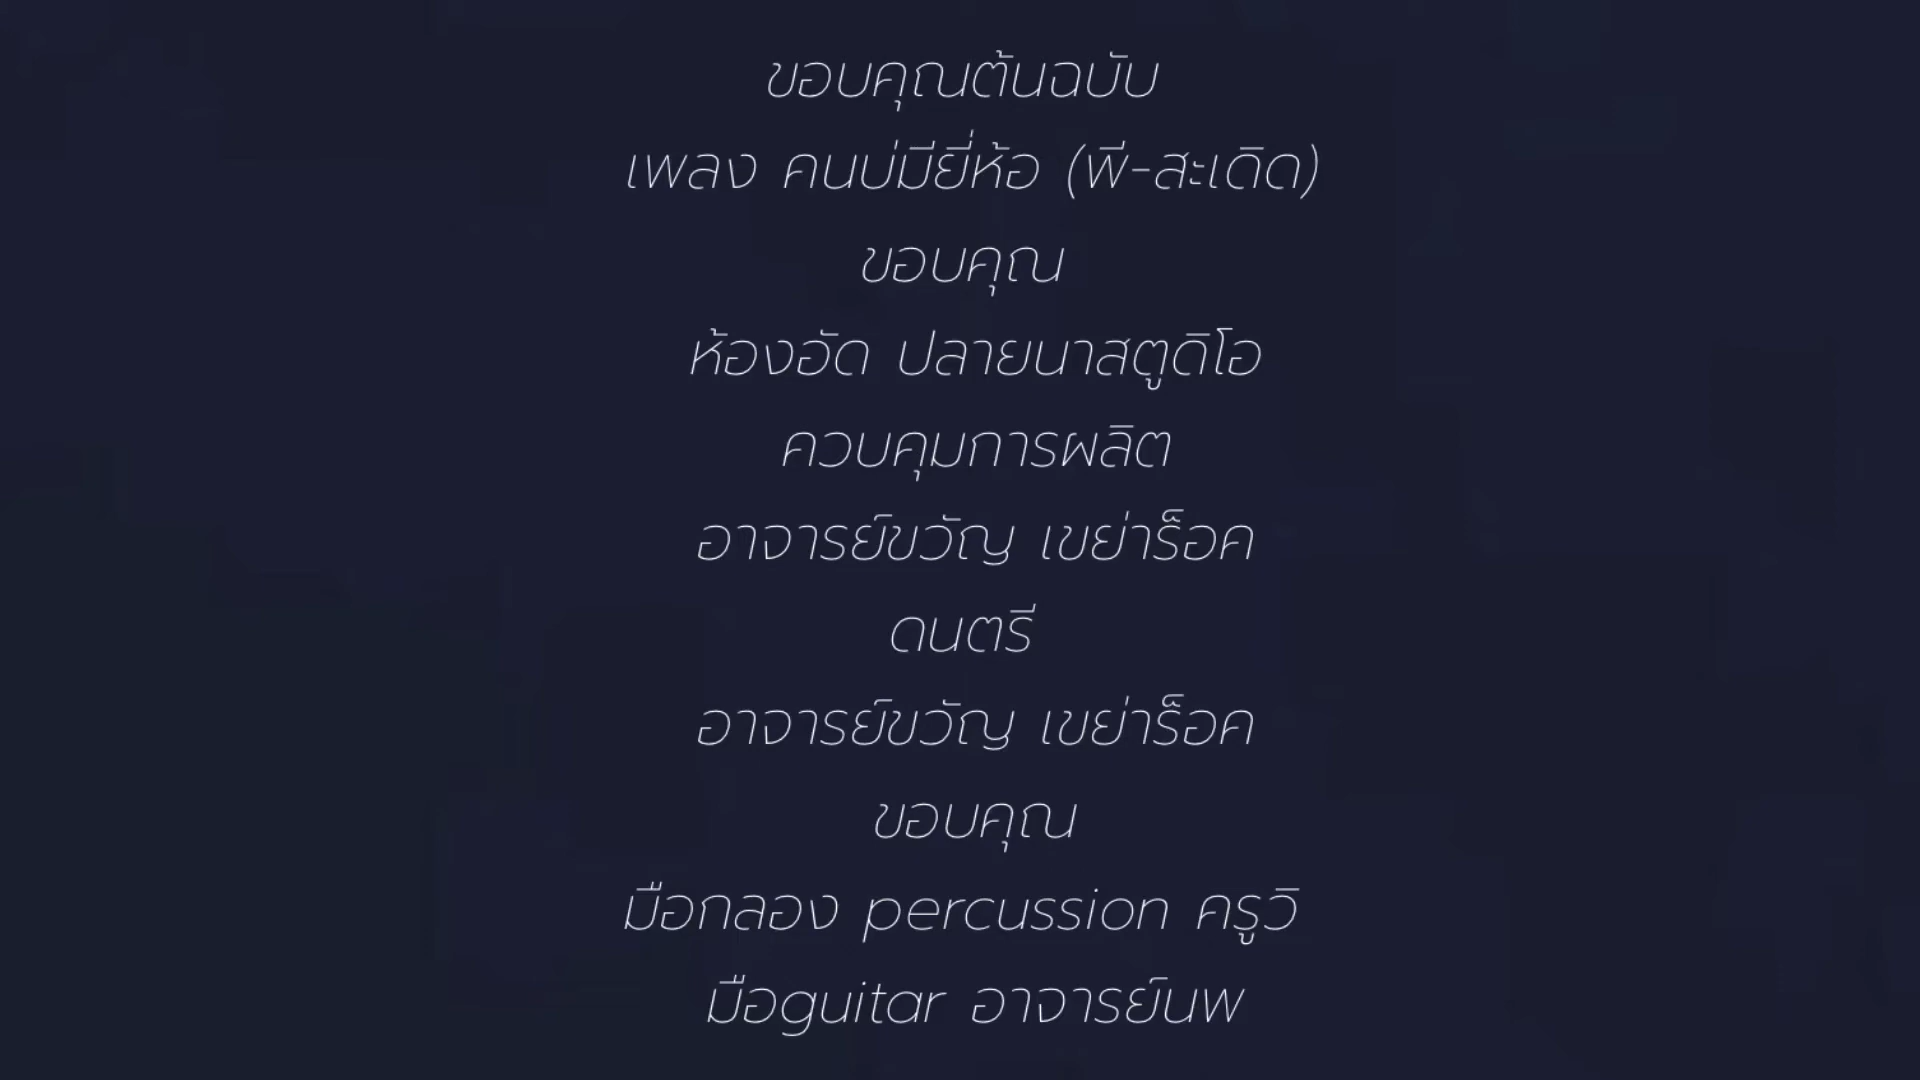 ขอบคุณต้นฉบับ
เพลง คนบ่มียี่ห้อ (พี-สะเดิด)
ขอบคุณ
ห้องอัด ปลายนาสตูดิโอ
ควบคุมการผลิต
อาจารย์ขวัญ เขย่าร็อค
ดนตรี
อาจารย์ขวัญ เขย่าร็อค
ขอบคุณ
มือกลอง percussion ครูวิ
มือguitar อาจารย์นพ